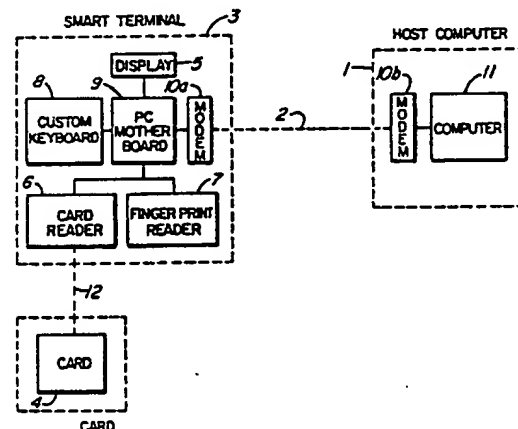 SMART TERMINAL
3
HOST COMPUTER
DISPLAY
5
8
9
10a
1
10b
11
CUSTOM
KEYBOARD
PC
MOTHER
BOARD
MODEM
2
MODEM
COMPUTER
6
7
CARD
READER
FINGER PRINT
READER
12
CARD
4
CARD